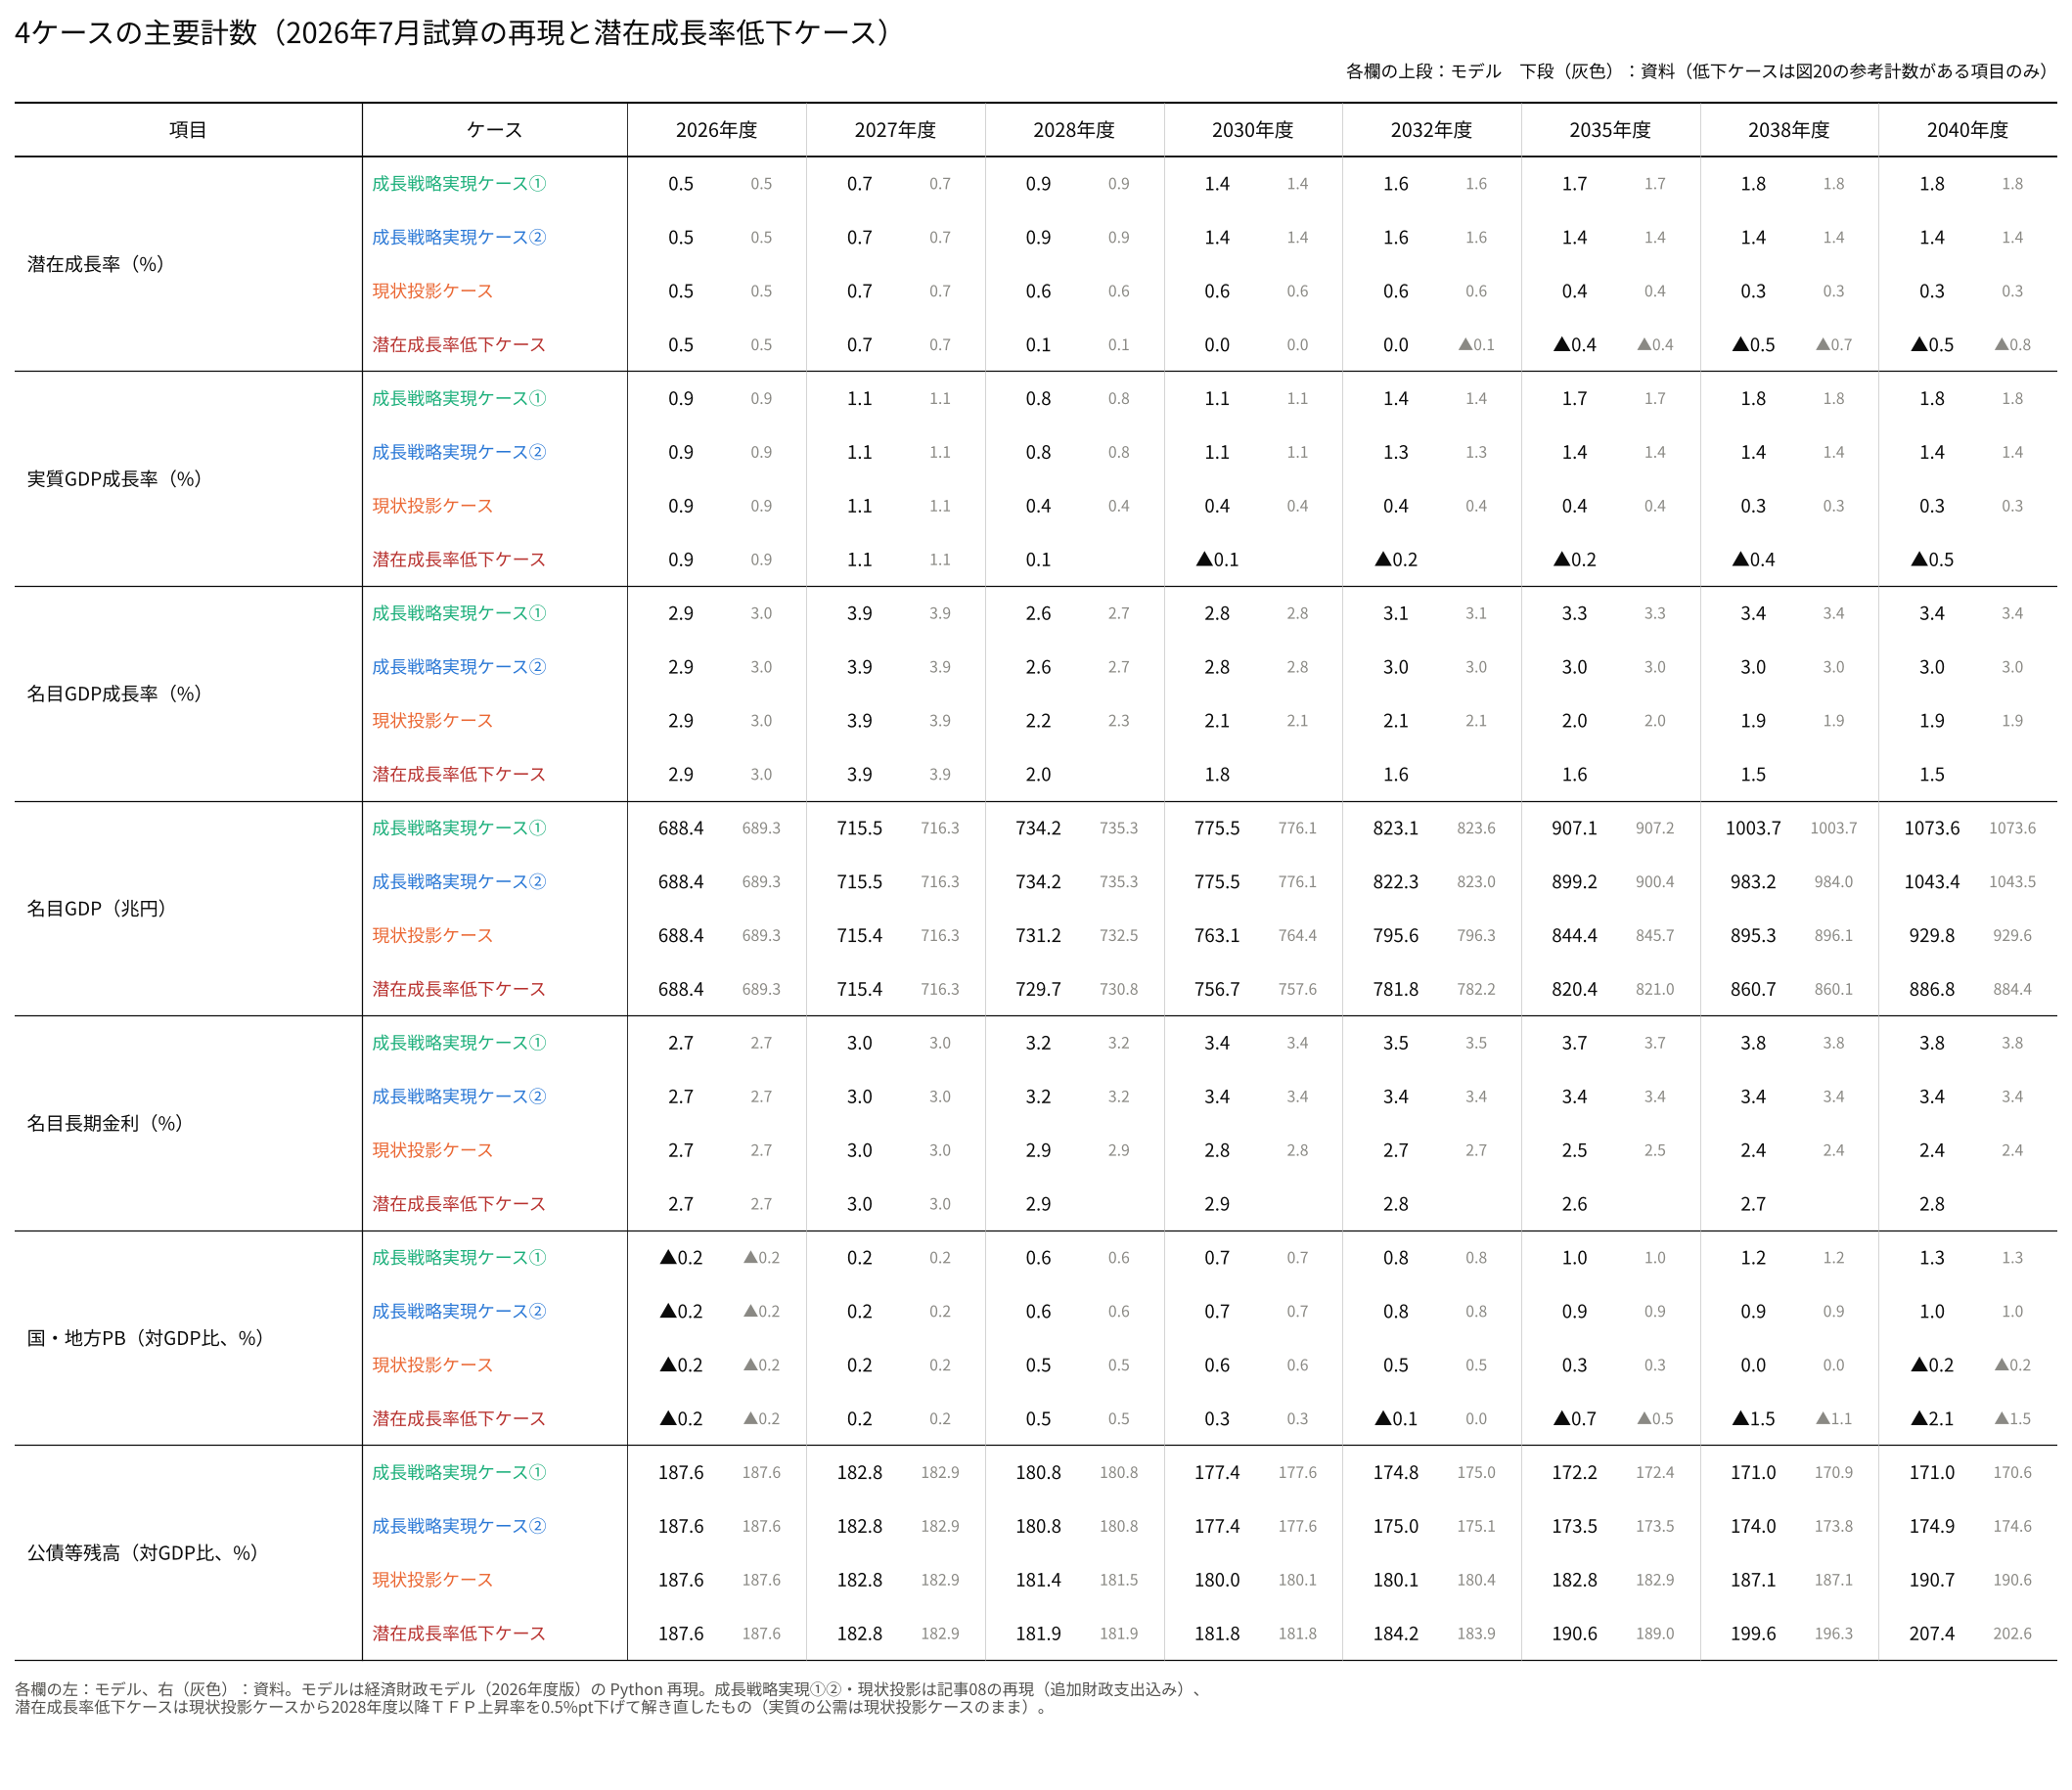 4ケースの主要計数（2026年7月試算の再現と潜在成長率低下ケース）
各欄の上段：モデル　下段（灰色）：資料（低下ケースは図20の参考計数がある項目のみ）
項目 ケース 2026年度 2027年度 2028年度 2030年度 2032年度 2035年度 2038年度 2040年度
潜在成長率（%）
成長戦略実現ケース① 0.5 0.5 0.7 0.7 0.9 0.9 1.4 1.4 1.6 1.6 1.7 1.7 1.8 1.8 1.8 1.8
成長戦略実現ケース② 0.5 0.5 0.7 0.7 0.9 0.9 1.4 1.4 1.6 1.6 1.4 1.4 1.4 1.4 1.4 1.4
現状投影ケース 0.5 0.5 0.7 0.7 0.6 0.6 0.6 0.6 0.6 0.6 0.4 0.4 0.3 0.3 0.3 0.3
潜在成長率低下ケース 0.5 0.5 0.7 0.7 0.1 0.1 0.0 0.0 0.0 ▲0.1 ▲0.4 ▲0.4 ▲0.5 ▲0.7 ▲0.5 ▲0.8
実質GDP成長率（%）
成長戦略実現ケース① 0.9 0.9 1.1 1.1 0.8 0.8 1.1 1.1 1.4 1.4 1.7 1.7 1.8 1.8 1.8 1.8
成長戦略実現ケース② 0.9 0.9 1.1 1.1 0.8 0.8 1.1 1.1 1.3 1.3 1.4 1.4 1.4 1.4 1.4 1.4
現状投影ケース 0.9 0.9 1.1 1.1 0.4 0.4 0.4 0.4 0.4 0.4 0.4 0.4 0.3 0.3 0.3 0.3
潜在成長率低下ケース 0.9 0.9 1.1 1.1 0.1 ▲0.1 ▲0.2 ▲0.2 ▲0.4 ▲0.5
名目GDP成長率（%）
成長戦略実現ケース① 2.9 3.0 3.9 3.9 2.6 2.7 2.8 2.8 3.1 3.1 3.3 3.3 3.4 3.4 3.4 3.4
成長戦略実現ケース② 2.9 3.0 3.9 3.9 2.6 2.7 2.8 2.8 3.0 3.0 3.0 3.0 3.0 3.0 3.0 3.0
現状投影ケース 2.9 3.0 3.9 3.9 2.2 2.3 2.1 2.1 2.1 2.1 2.0 2.0 1.9 1.9 1.9 1.9
潜在成長率低下ケース 2.9 3.0 3.9 3.9 2.0 1.8 1.6 1.6 1.5 1.5
名目GDP（兆円）
成長戦略実現ケース① 688.4 689.3 715.5 716.3 734.2 735.3 775.5 776.1 823.1 823.6 907.1 907.2 1003.7 1003.7 1073.6 1073.6
成長戦略実現ケース② 688.4 689.3 715.5 716.3 734.2 735.3 775.5 776.1 822.3 823.0 899.2 900.4 983.2 984.0 1043.4 1043.5
現状投影ケース 688.4 689.3 715.4 716.3 731.2 732.5 763.1 764.4 795.6 796.3 844.4 845.7 895.3 896.1 929.8 929.6
潜在成長率低下ケース 688.4 689.3 715.4 716.3 729.7 730.8 756.7 757.6 781.8 782.2 820.4 821.0 860.7 860.1 886.8 884.4
名目長期金利（%）
成長戦略実現ケース① 2.7 2.7 3.0 3.0 3.2 3.2 3.4 3.4 3.5 3.5 3.7 3.7 3.8 3.8 3.8 3.8
成長戦略実現ケース② 2.7 2.7 3.0 3.0 3.2 3.2 3.4 3.4 3.4 3.4 3.4 3.4 3.4 3.4 3.4 3.4
現状投影ケース 2.7 2.7 3.0 3.0 2.9 2.9 2.8 2.8 2.7 2.7 2.5 2.5 2.4 2.4 2.4 2.4
潜在成長率低下ケース 2.7 2.7 3.0 3.0 2.9 2.9 2.8 2.6 2.7 2.8
国・地方PB（対GDP比、%）
成長戦略実現ケース① ▲0.2 ▲0.2 0.2 0.2 0.6 0.6 0.7 0.7 0.8 0.8 1.0 1.0 1.2 1.2 1.3 1.3
成長戦略実現ケース② ▲0.2 ▲0.2 0.2 0.2 0.6 0.6 0.7 0.7 0.8 0.8 0.9 0.9 0.9 0.9 1.0 1.0
現状投影ケース ▲0.2 ▲0.2 0.2 0.2 0.5 0.5 0.6 0.6 0.5 0.5 0.3 0.3 0.0 0.0 ▲0.2 ▲0.2
潜在成長率低下ケース ▲0.2 ▲0.2 0.2 0.2 0.5 0.5 0.3 0.3 ▲0.1 0.0 ▲0.7 ▲0.5 ▲1.5 ▲1.1 ▲2.1 ▲1.5
公債等残高（対GDP比、%）
成長戦略実現ケース① 187.6 187.6 182.8 182.9 180.8 180.8 177.4 177.6 174.8 175.0 172.2 172.4 171.0 170.9 171.0 170.6
成長戦略実現ケース② 187.6 187.6 182.8 182.9 180.8 180.8 177.4 177.6 175.0 175.1 173.5 173.5 174.0 173.8 174.9 174.6
現状投影ケース 187.6 187.6 182.8 182.9 181.4 181.5 180.0 180.1 180.1 180.4 182.8 182.9 187.1 187.1 190.7 190.6
潜在成長率低下ケース 187.6 187.6 182.8 182.9 181.9 181.9 181.8 181.8 184.2 183.9 190.6 189.0 199.6 196.3 207.4 202.6
各欄の左：モデル、右（灰色）：資料。モデルは経済財政モデル（2026年度版）の Python 再現。成長戦略実現①②・現状投影は記事08の再現（追加財政支出込み）、
潜在成長率低下ケースは現状投影ケースから2028年度以降ＴＦＰ上昇率を0.5%pt下げて解き直したもの（実質の公需は現状投影ケースのまま）。